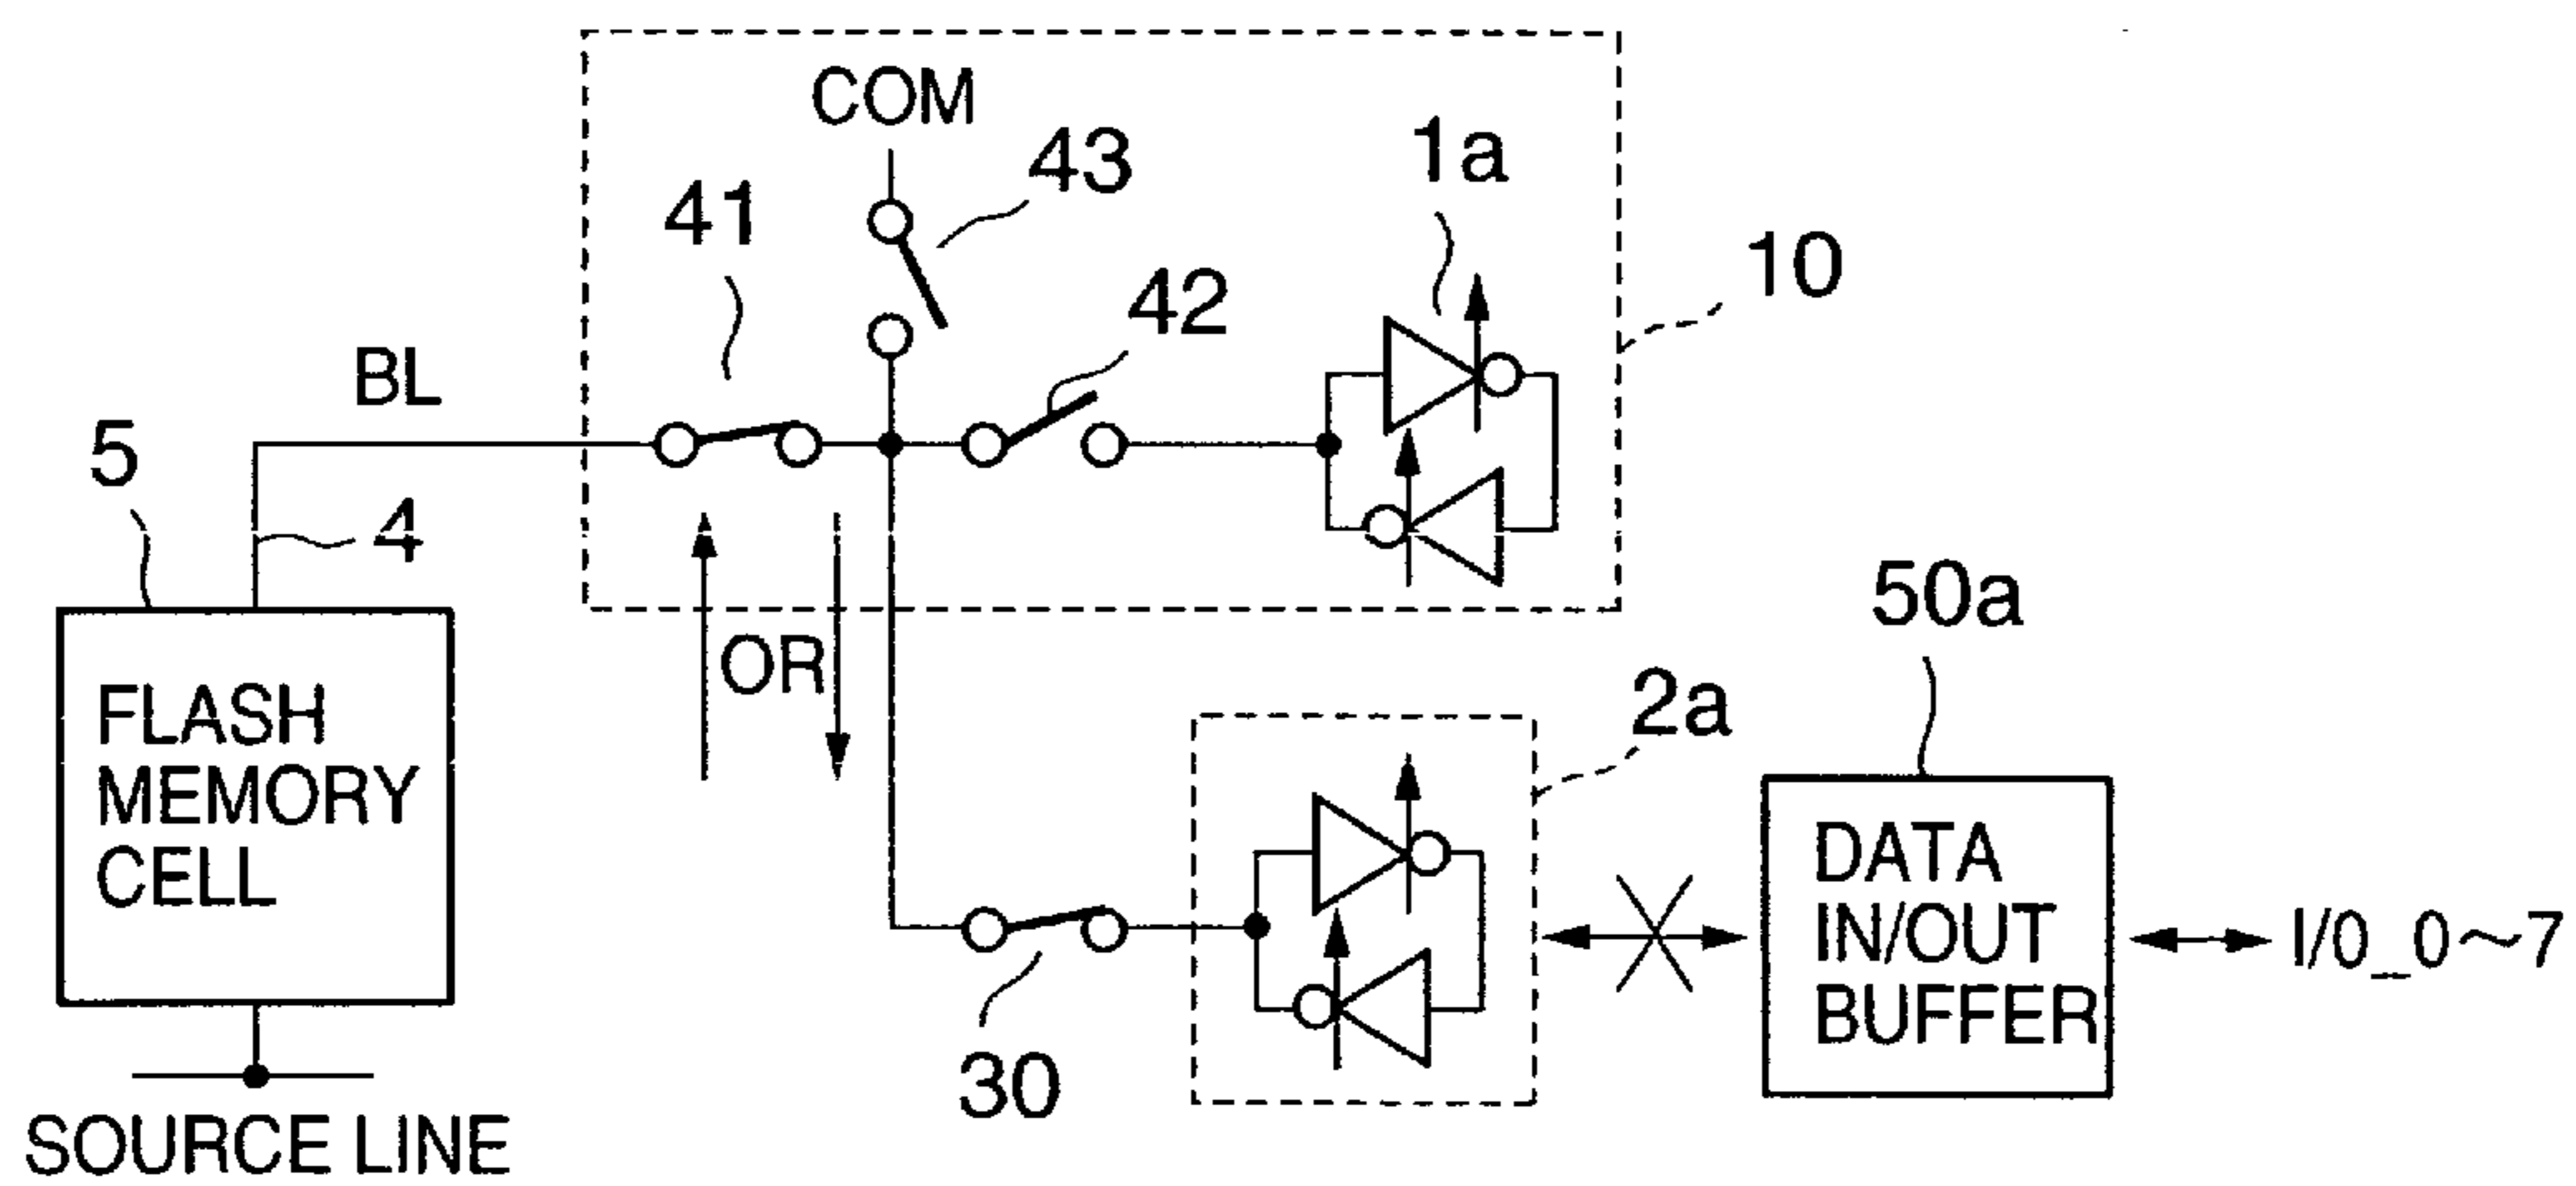 COM
43
1a
41
10
42
BL
5
4
50a
OR
FLASH
MEMORY
CELL
2a
DATA
IN/OUT
BUFFER
I/0_0～7
30
SOURCE LINE